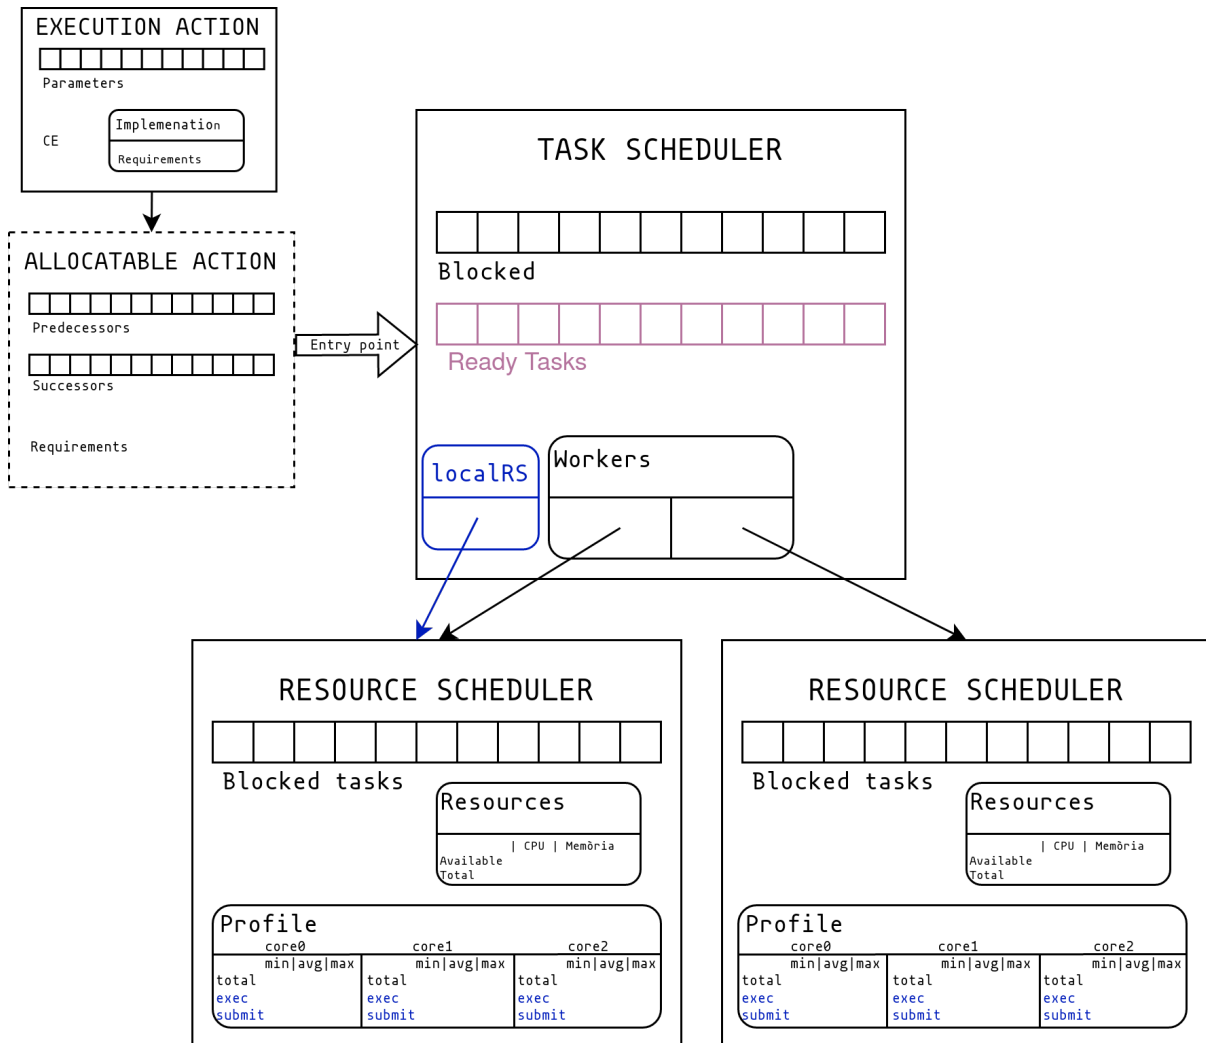 EXECUTION ACTION
Parameters
CE
Implemenation
Requirements
ALLOCATABLE ACTION
Predecessors
Successors
Requirements
Entry point
TASK SCHEDULER
Blocked
Ready Tasks
localRS
Workers
RESOURCE SCHEDULER
Blocked tasks
Resources
| CPU | Memòria
Available
Total
Profile
core0 core1 core2
min|avg|max min|avg|max min|avg|max
total total total
exec exec exec
submit submit submit
RESOURCE SCHEDULER
Blocked tasks
Resources
| CPU | Memòria
Available
Total
Profile
core0 core1 core2
min|avg|max min|avg|max min|avg|max
total total total
exec exec exec
submit submit submit